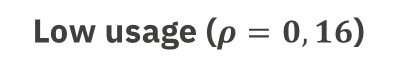 Low usage (ρ = 0,16)